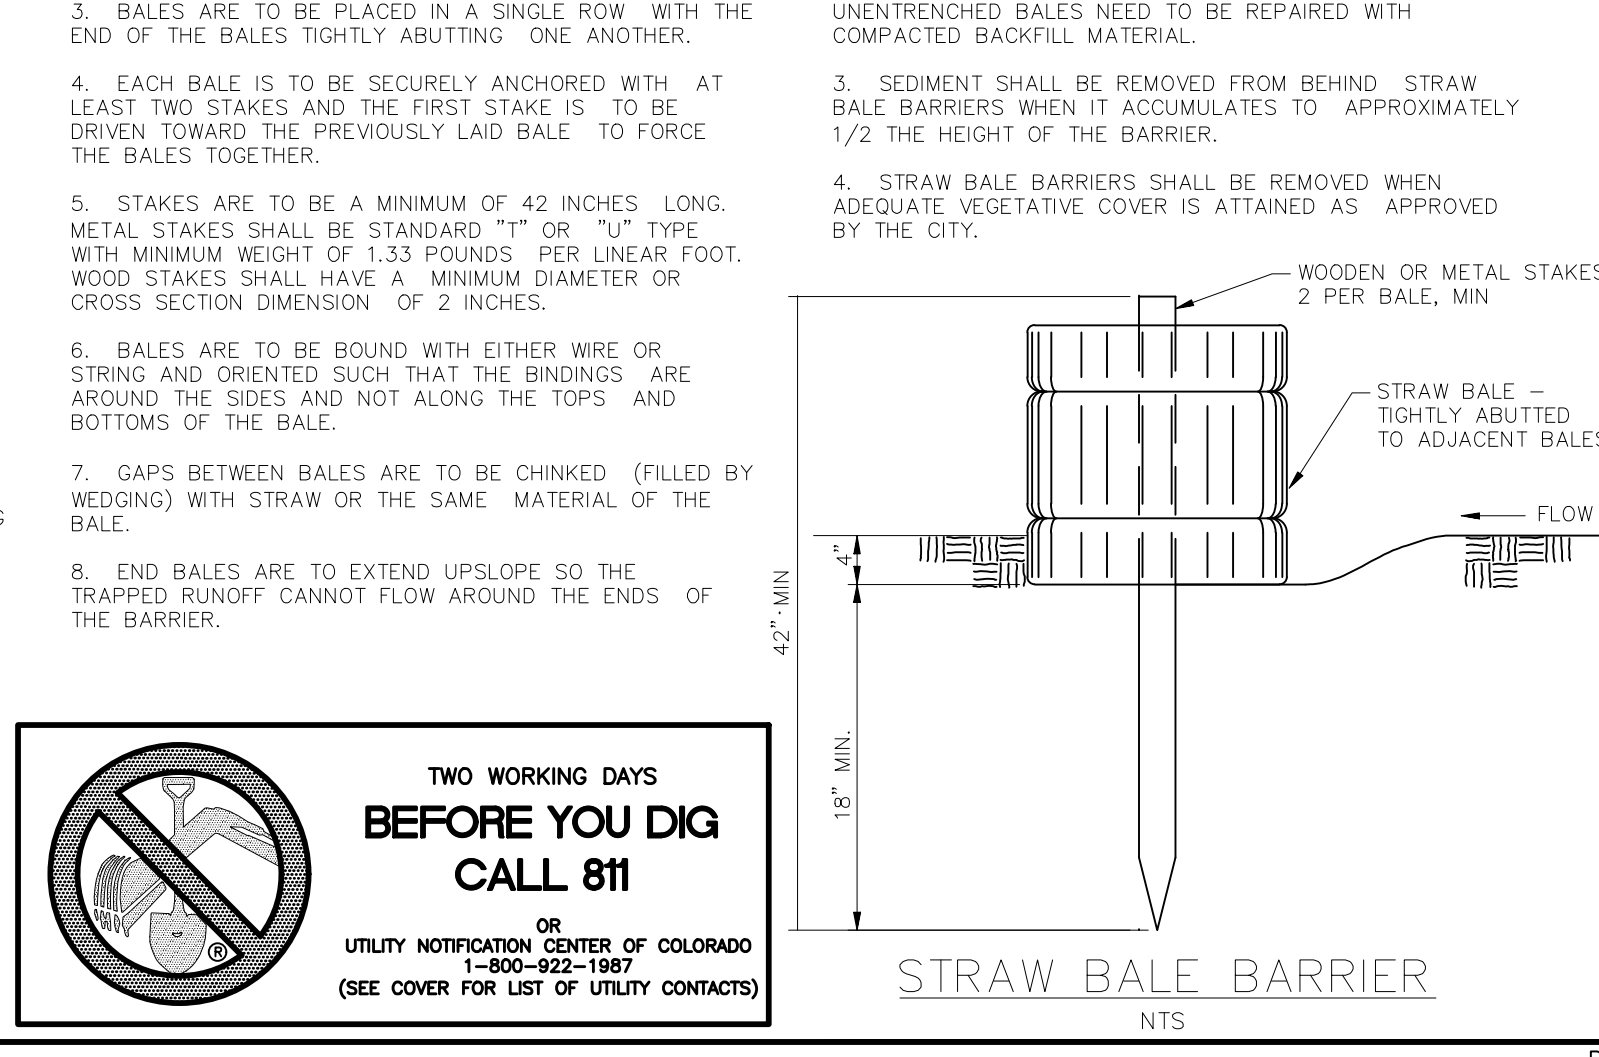 3. BALES ARE TO BE PLACED IN A SINGLE ROW WITH THE
END OF THE BALES TIGHTLY ABUTTING ONE ANOTHER.
4. EACH BALE IS TO BE SECURELY ANCHORED WITH AT
LEAST TWO STAKES AND THE FIRST STAKE IS TO BE
DRIVEN TOWARD THE PREVIOUSLY LAID BALE TO FORCE
THE BALES TOGETHER.
5. STAKES ARE TO BE A MINIMUM OF 42 INCHES LONG.
METAL STAKES SHALL BE STANDARD "T" OR "U" TYPE
WITH MINIMUM WEIGHT OF 1.33 POUNDS PER LINEAR FOOT.
WOOD STAKES SHALL HAVE A MINIMUM DIAMETER OR
CROSS SECTION DIMENSION OF 2 INCHES.
6. BALES ARE TO BE BOUND WITH EITHER WIRE OR
STRING AND ORIENTED SUCH THAT THE BINDINGS ARE
AROUND THE SIDES AND NOT ALONG THE TOPS AND
BOTTOMS OF THE BALE.
7. GAPS BETWEEN BALES ARE TO BE CHINKED (FILLED BY
WEDGING) WITH STRAW OR THE SAME MATERIAL OF THE
BALE.
8. END BALES ARE TO EXTEND UPSLOPE SO THE
TRAPPED RUNOFF CANNOT FLOW AROUND THE ENDS OF
THE BARRIER.
UNENTRENCHED BALES NEED TO BE REPAIRED WITH
COMPACTED BACKFILL MATERIAL.
3. SEDIMENT SHALL BE REMOVED FROM BEHIND STRAW
BALE BARRIERS WHEN IT ACCUMULATES TO APPROXIMATELY
1/2 THE HEIGHT OF THE BARRIER.
4. STRAW BALE BARRIERS SHALL BE REMOVED WHEN
ADEQUATE VEGETATIVE COVER IS ATTAINED AS APPROVED
BY THE CITY.
WOODEN OR METAL STAKES
2 PER BALE, MIN
STRAW BALE –
TIGHTLY ABUTTED
TO ADJACENT BALES
FLOW
4"
42" MIN
18" MIN.
STRAW BALE BARRIER
NTS
TWO WORKING DAYS
BEFORE YOU DIG
CALL 811
OR
UTILITY NOTIFICATION CENTER OF COLORADO
1-800-922-1987
(SEE COVER FOR LIST OF UTILITY CONTACTS)
®